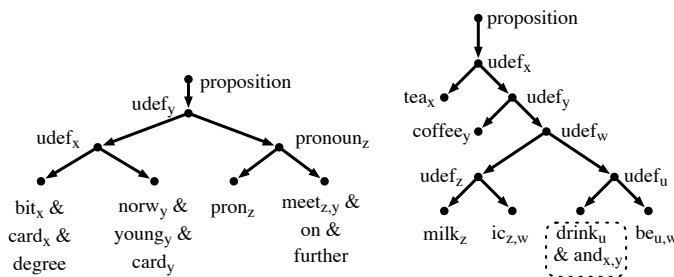 proposition
udef_y
udef_x
pronoun_z
bit_x &
card_x &
degree
norw_y &
young_y &
card_y
pron_z
meet_z,y &
on &
further
proposition
udef_x
tea_x
udef_y
coffee_y
udef_w
udef_z
udef_u
milk_z
ic_z,w
drink_u
& and_x,y
be_u,w